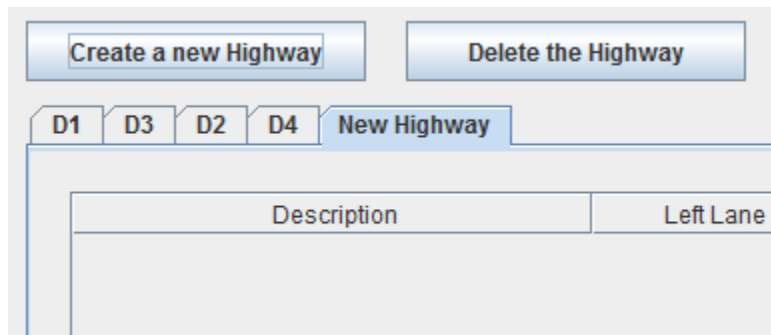 Create a new Highway Delete the Highway
D1 D3 D2 D4 New Highway
Description Left Lane